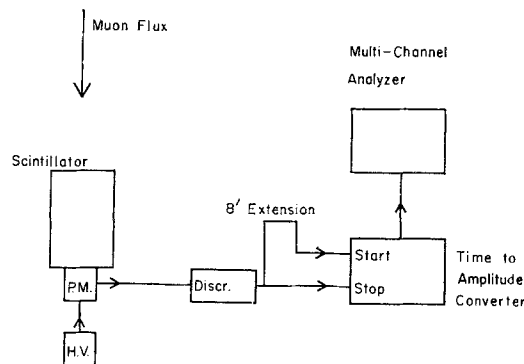 Muon Flux
Multi-Channel
Analyzer
Scintillator
8' Extension
Start
Time to
P.M.
Discr.
Stop
Amplitude
Converter
H.V.